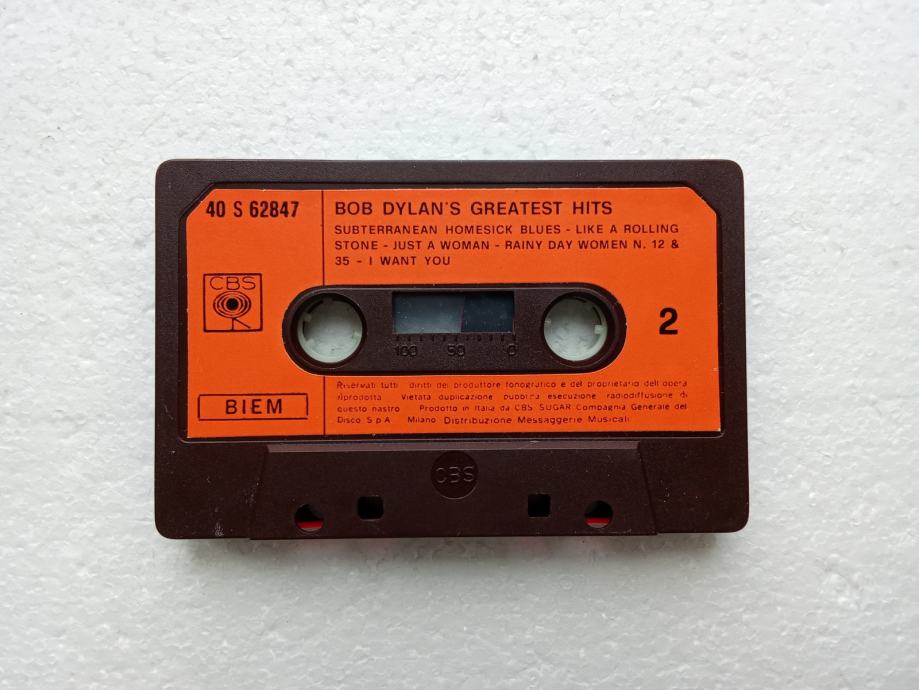 40 S 62847
BOB DYLAN'S GREATEST HITS
SUBTERRANEAN HOMESICK BLUES - LIKE A ROLLING
STONE - JUST A WOMAN - RAINY DAY WOMEN N. 12 &
35 - I WANT YOU
CBS
2
100 50 0
BIEM
Riservati tutti diritti del produttore fonografico e del proprietario dell opera
riprodotta Vietata duplicazione pubblica esecuzione radiodiffusione di
questo nastro Prodotto in Italia da CBS SUGAR Compagnia Generale del
Disco S p A Milano Distribuzione Messaggerie Musicali
CBS